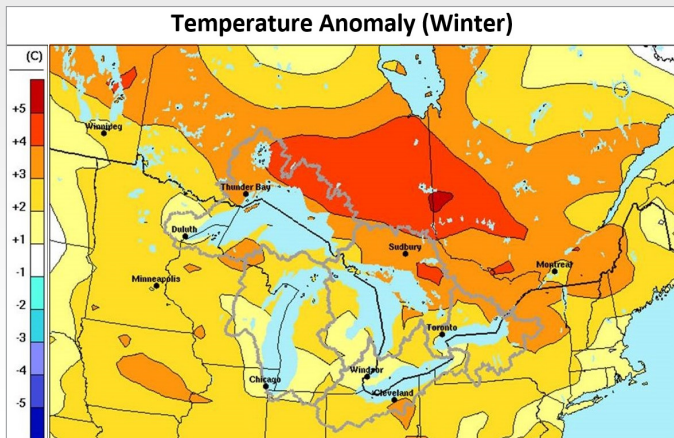 Temperature Anomaly (Winter)
(C)
+5
+4
+3
+2
+1
-1
-2
-3
-4
-5
Winnipeg
Thunder Bay
Duluth
Sudbury
Montreal
Minneapolis
Toronto
Windsor
Chicago
Cleveland